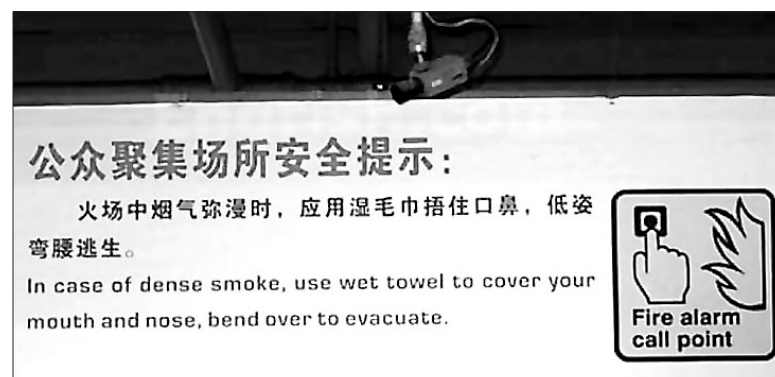 公众聚集场所安全提示:
火场中烟气弥漫时，应用湿毛巾捂住口鼻，低姿
弯腰逃生。
In case of dense smoke, use wet towel to cover your
mouth and nose, bend over to evacuate.
Fire alarm
call point